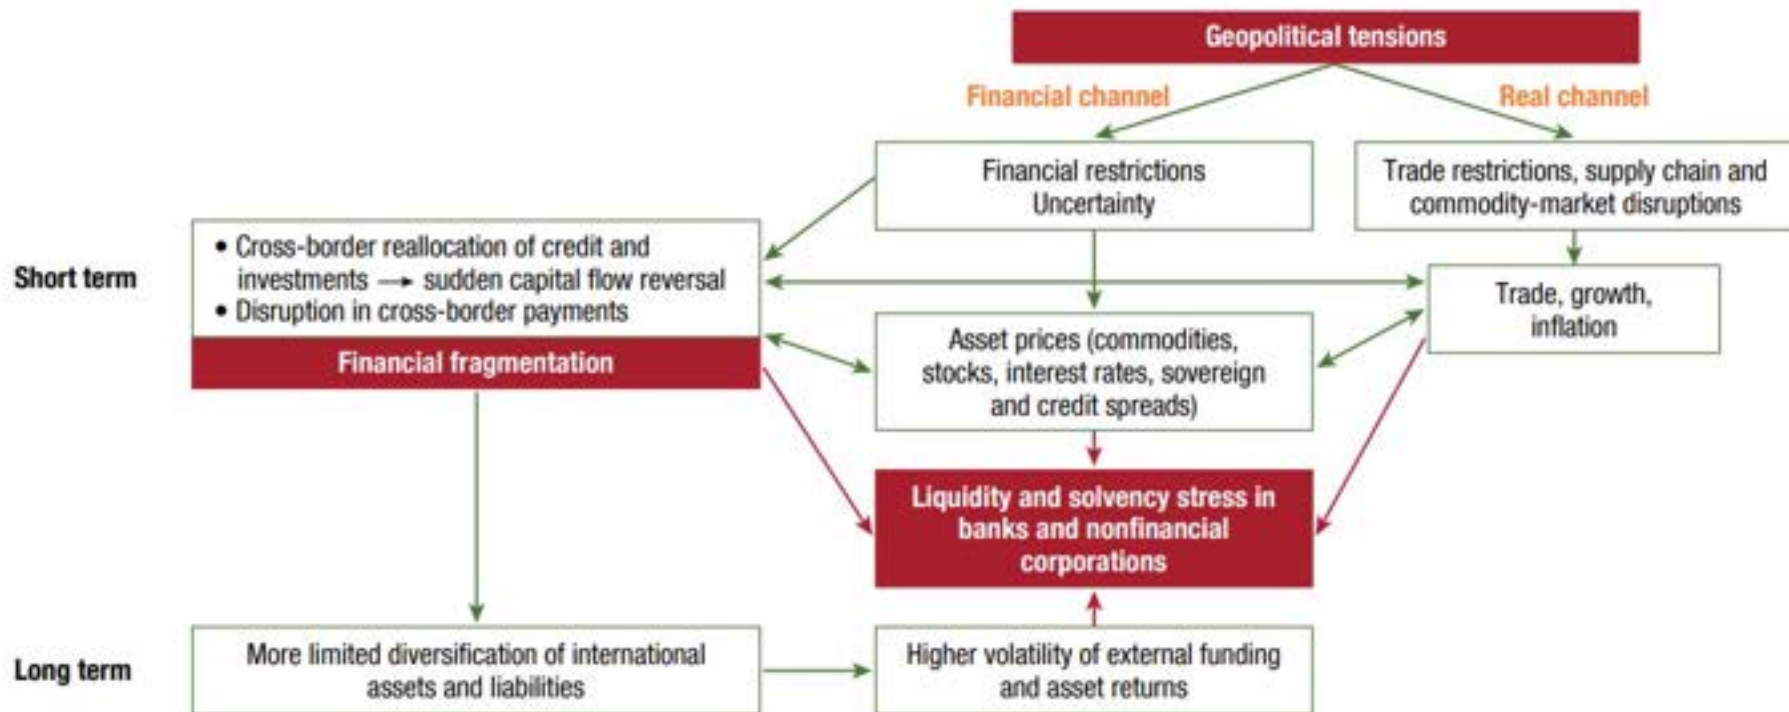 Geopolitical tensions
Financial channel
Real channel
Financial restrictions
Uncertainty
Trade restrictions, supply chain and
commodity-market disruptions
Short term
• Cross-border reallocation of credit and
investments → sudden capital flow reversal
• Disruption in cross-border payments
Financial fragmentation
Trade, growth,
inflation
Asset prices (commodities,
stocks, interest rates, sovereign
and credit spreads)
Liquidity and solvency stress in
banks and nonfinancial
corporations
Long term
More limited diversification of international
assets and liabilities
Higher volatility of external funding
and asset returns